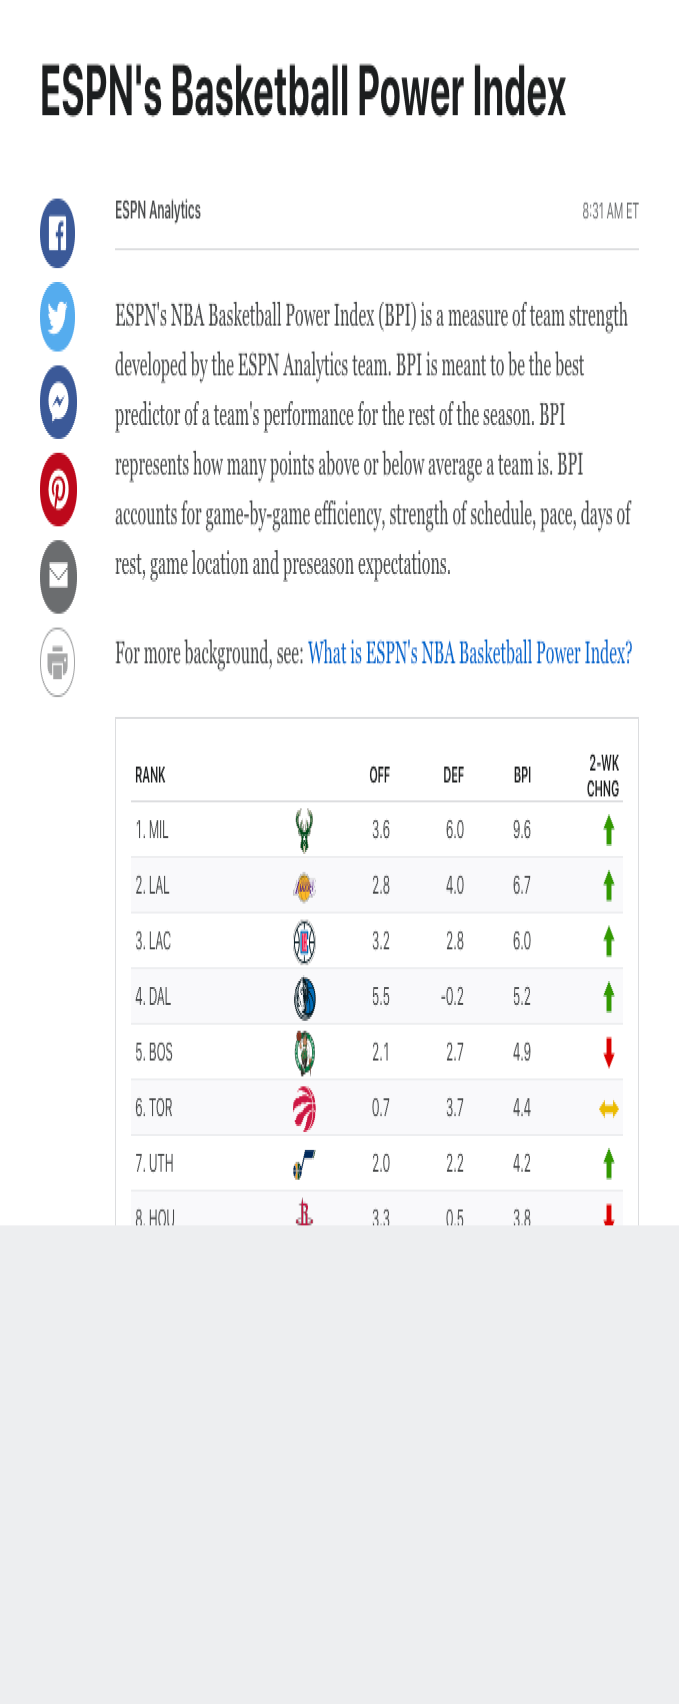 ESPN's Basketball Power Index
ESPN Analytics 8:31 AM ET
ESPN's NBA Basketball Power Index (BPI) is a measure of team strength
developed by the ESPN Analytics team. BPI is meant to be the best
predictor of a team's performance for the rest of the season. BPI
represents how many points above or below average a team is. BPI
accounts for game-by-game efficiency, strength of schedule, pace, days of
rest, game location and preseason expectations.
For more background, see: What is ESPN's NBA Basketball Power Index?
RANK OFF DEF BPI 2-WK
CHNG
1. MIL 3.6 6.0 9.6
2. LAL 2.8 4.0 6.7
3. LAC 3.2 2.8 6.0
4. DAL 5.5 -0.2 5.2
5. BOS 2.1 2.7 4.9
6. TOR 0.7 3.7 4.4
7. UTH 2.0 2.2 4.2
8. HOU 3.3 0.5 3.8